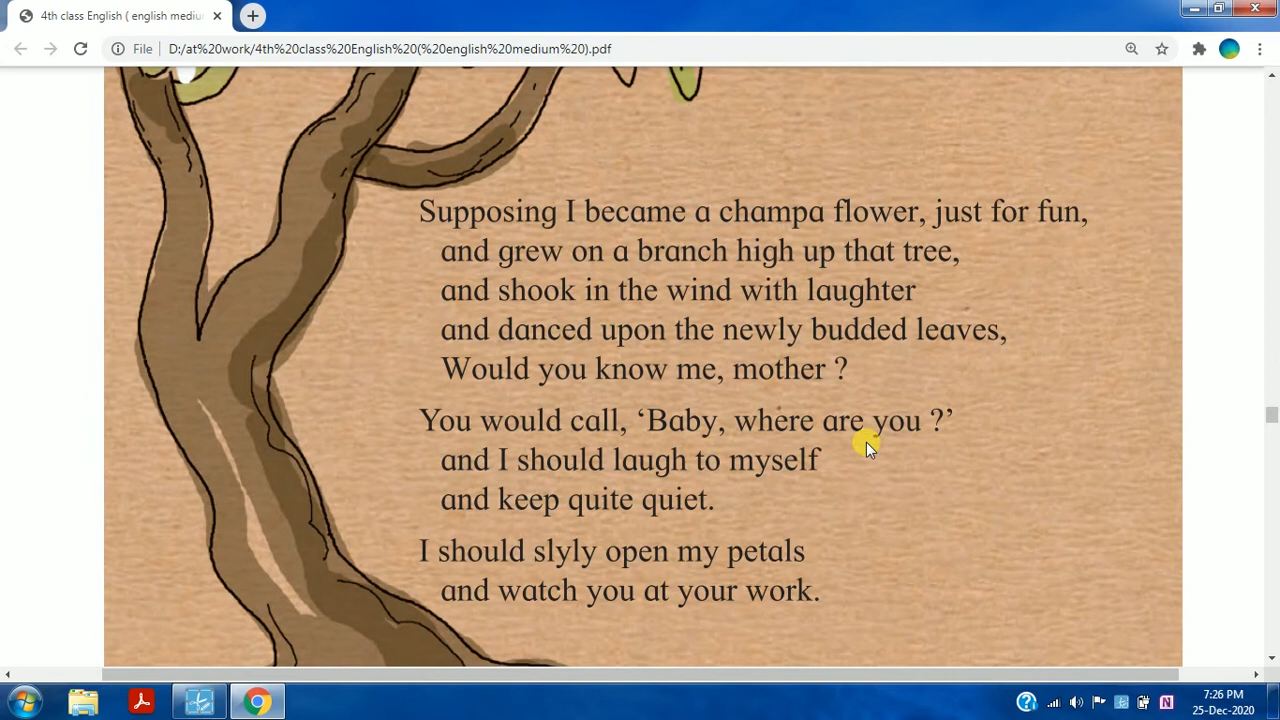 4th class English ( english mediu
File
D:/at%20work/4th%20class%20English%20(%20english%20medium%20).pdf
Supposing I became a champa flower, just for fun,
and grew on a branch high up that tree,
and shook in the wind with laughter
and danced upon the newly budded leaves,
Would you know me, mother ?
You would call, ‘Baby, where are you ?’
and I should laugh to myself
and keep quite quiet.
I should slyly open my petals
and watch you at your work.
7:26 PM
25-Dec-2020